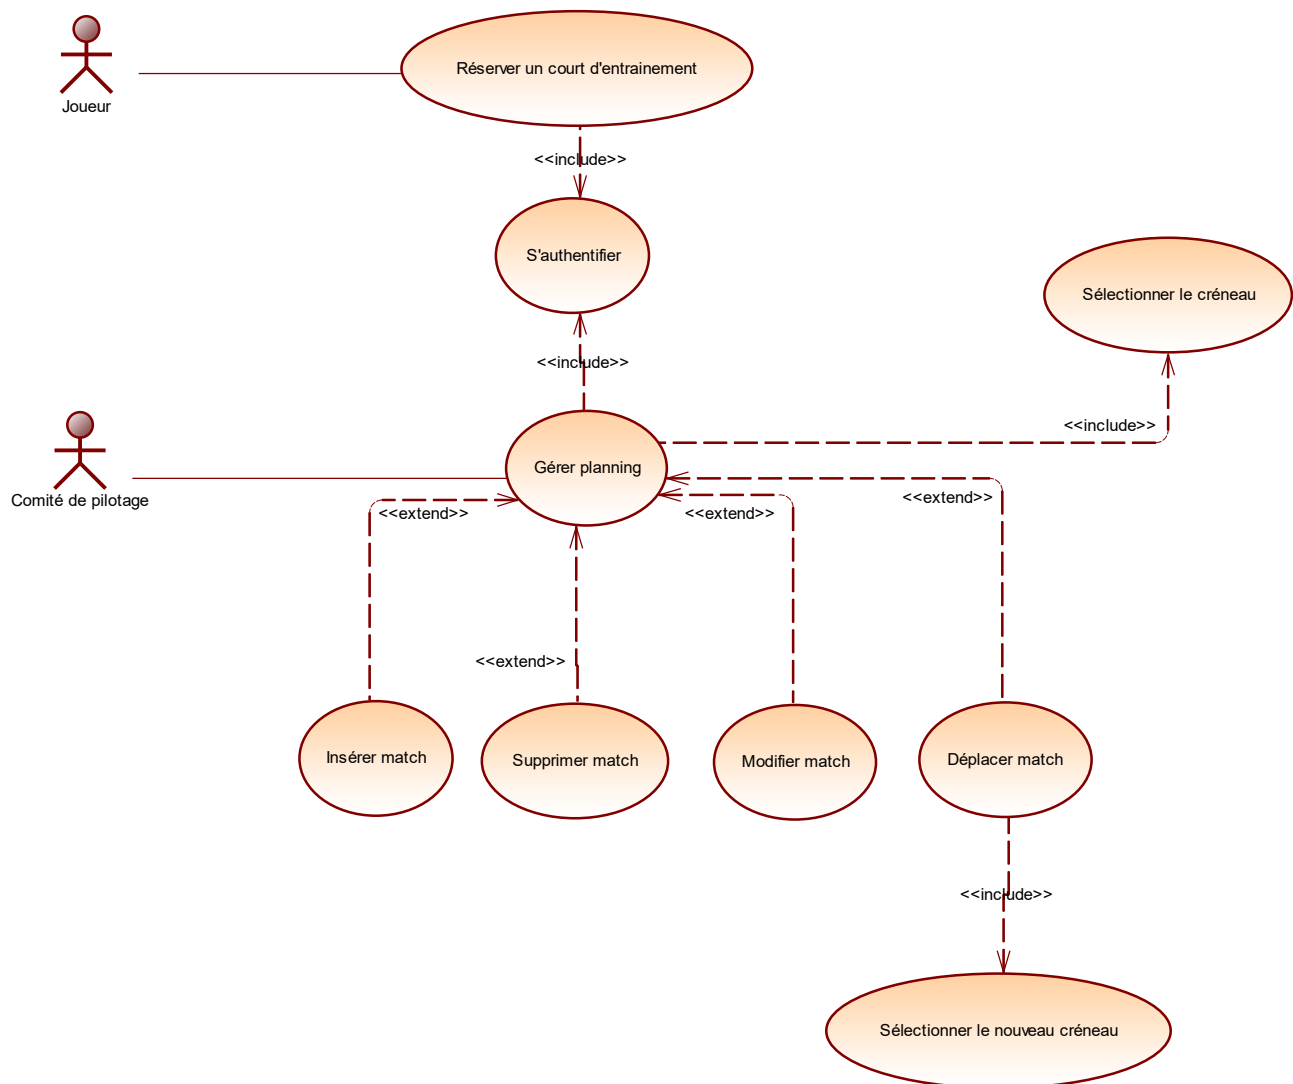 Réserver un court d'entrainement
Joueur
<<include>>
S'authentifier
Sélectionner le créneau
<<include>>
<<include>>
Gérer planning
Comité de pilotage
<<extend>>
<<extend>>
<<extend>>
<<extend>>
Insérer match
Supprimer match
Modifier match
Déplacer match
<<include>>
Sélectionner le nouveau créneau